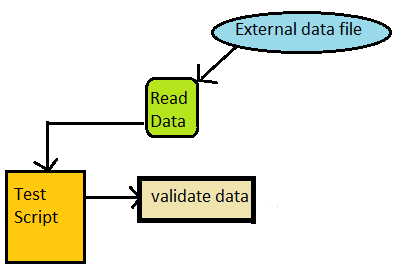 External data file
Read
Data
Test
Script
validate data